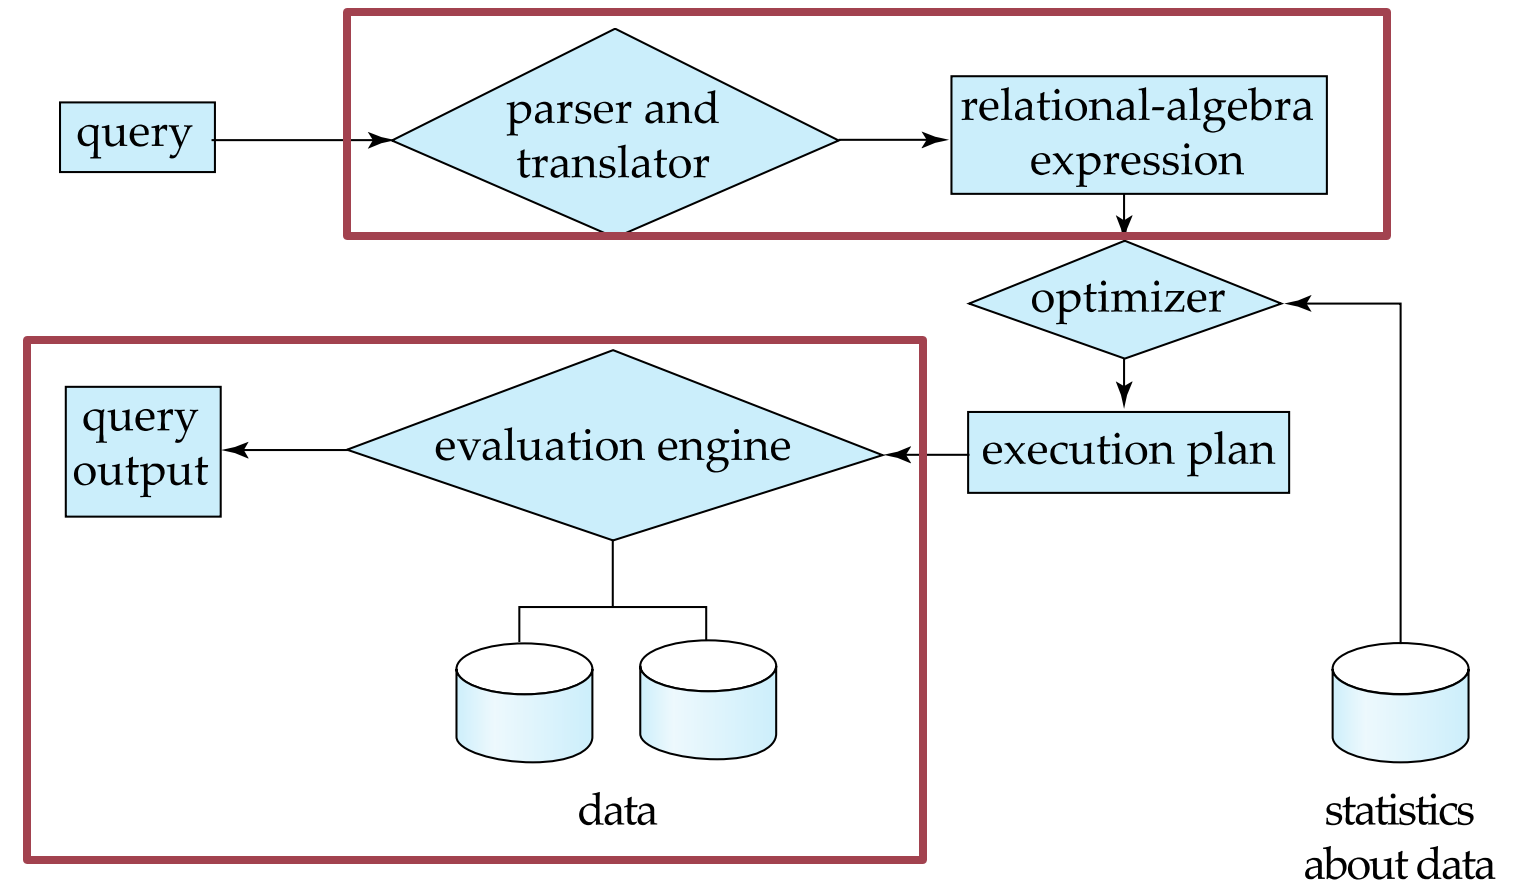 query
parser and
translator
relational-algebra
expression
optimizer
query
output
evaluation engine
execution plan
data
statistics
about data